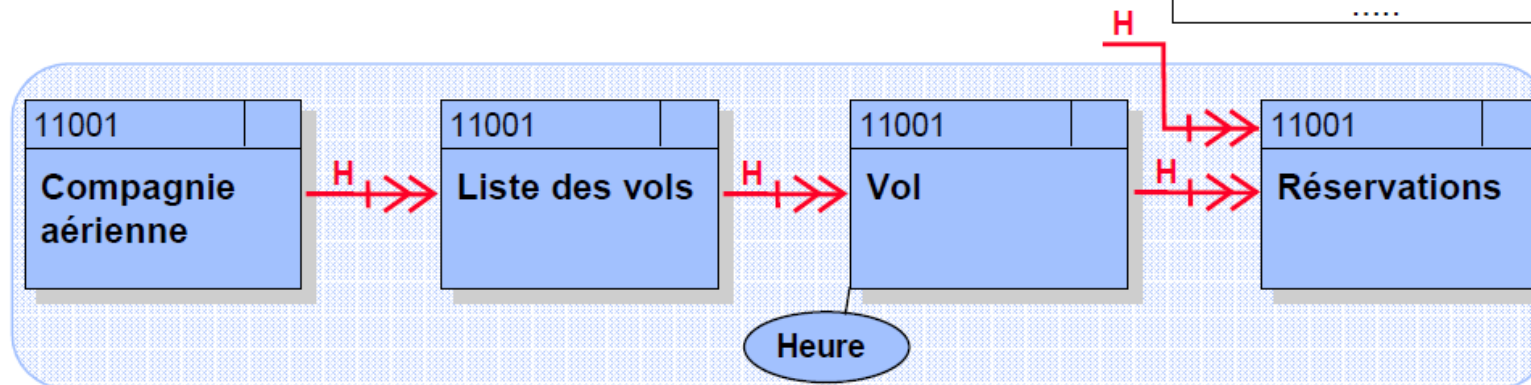 .....
H
11001
11001
11001
11001
Compagnie
aérienne
H
Liste des vols
H
Vol
H
Réservations
Heure